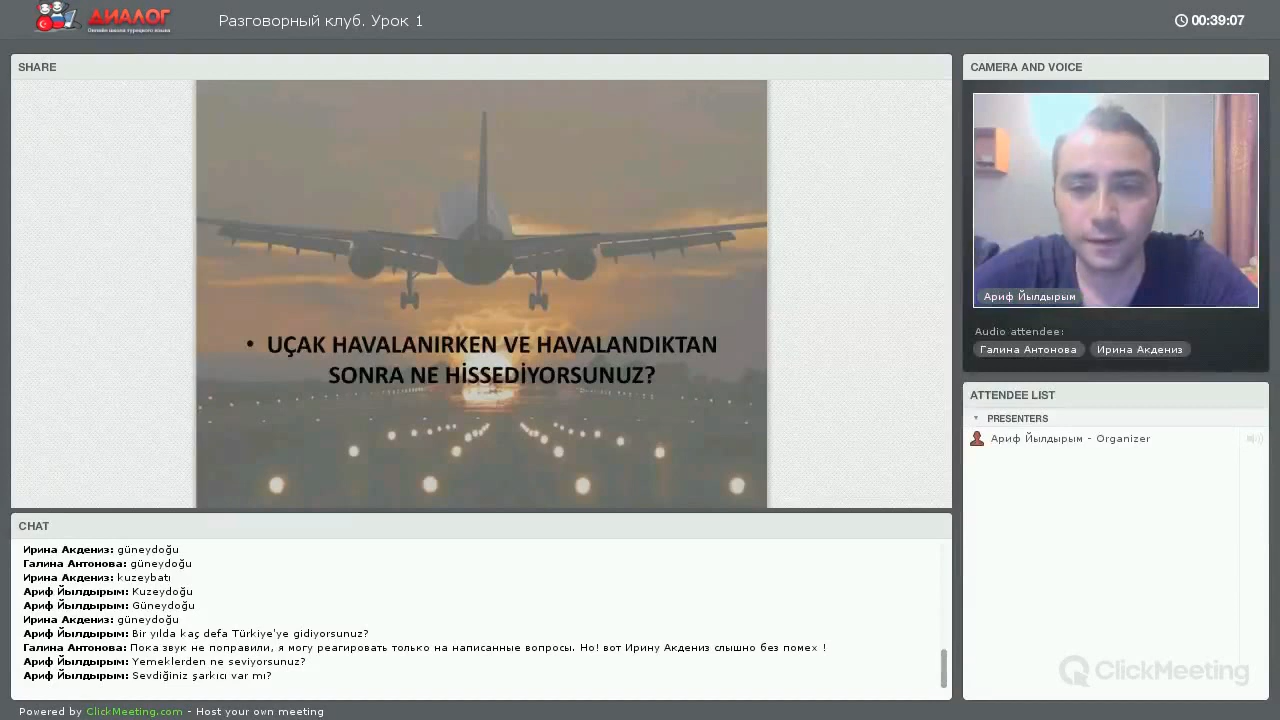 ДИАЛОГ
Онлайн школа турецкого языка
Разговорный клуб. Урок 1
00:39:07
SHARE
• UÇAK HAVALANIRKEN VE HAVALANDIKTAN
SONRA NE HİSSEDİYORSUNUZ?
CHAT
Ирина Акдениз: güneydoğu
Галина Антонова: güneydoğu
Ирина Акдениз: kuzeybatı
Ариф Йылдырым: Kuzeydoğu
Ариф Йылдырым: Güneydoğu
Ирина Акдениз: güneydoğu
Ариф Йылдырым: Bir yılda kaç defa Türkiye'ye gidiyorsunuz?
Галина Антонова: Пока звук не поправили, я могу реагировать только на написанные вопросы. Но! вот Ирину Акдениз слышно без помех !
Ариф Йылдырым: Yemeklerden ne seviyorsunuz?
Ариф Йылдырым: Sevdiğiniz şarkıcı var mı?
CAMERA AND VOICE
Ариф Йылдырым
Audio attendee:
Галина Антонова Ирина Акдениз
ATTENDEE LIST
PRESENTERS
Ариф Йылдырым - Organizer
ClickMeeting
Powered by ClickMeeting.com - Host your own meeting